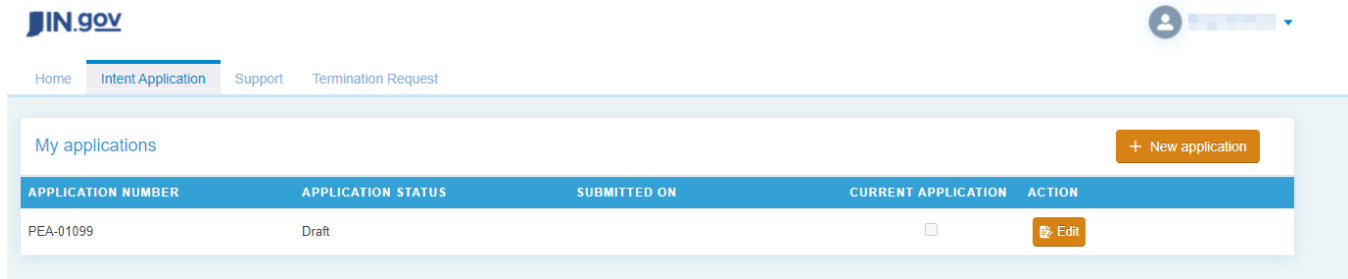 IN.gov
Home Intent Application Support Termination Request
My applications
+ New application
APPLICATION NUMBER APPLICATION STATUS SUBMITTED ON CURRENT APPLICATION ACTION
PEA-01099 Draft Edit